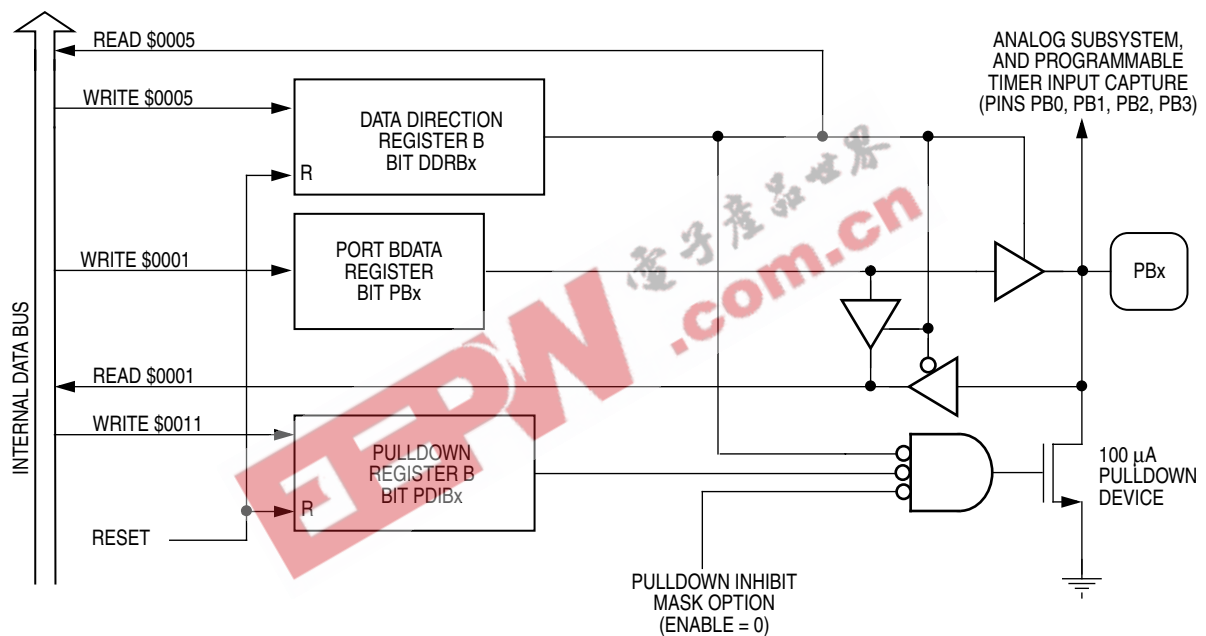 READ $0005
WRITE $0005
DATA DIRECTION
REGISTER B
BIT DDRBx
R
ANALOG SUBSYSTEM,
AND PROGRAMMABLE
TIMER INPUT CAPTURE
(PINS PB0, PB1, PB2, PB3)
WRITE $0001
PORT BDATA
REGISTER
BIT PBx
PBx
READ $0001
WRITE $0011
PULLDOWN
REGISTER B
BIT PDIBx
R
RESET
INTERNAL DATA BUS
100 µA
PULLDOWN
DEVICE
PULLDOWN INHIBIT
MASK OPTION
(ENABLE = 0)
EEPW
電子產品世界
.com.cn